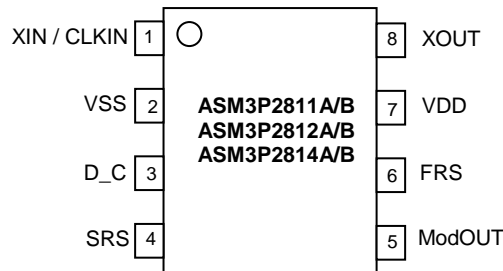 XIN / CLKIN 1 8 XOUT
VSS 2 ASM3P2811A/B 7 VDD
ASM3P2812A/B
ASM3P2814A/B
D_C 3 6 FRS
SRS 4 5 ModOUT